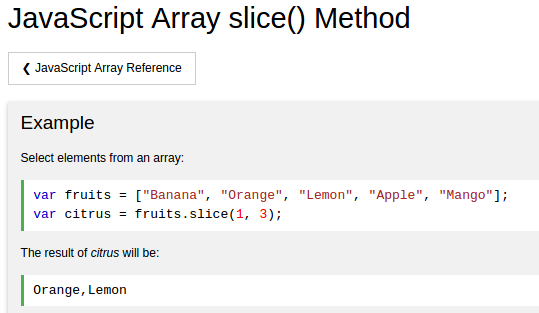 JavaScript Array slice() Method
❮ JavaScript Array Reference
Example
Select elements from an array:
var fruits = ["Banana", "Orange", "Lemon", "Apple", "Mango"];
var citrus = fruits.slice(1, 3);
The result of citrus will be:
Orange,Lemon